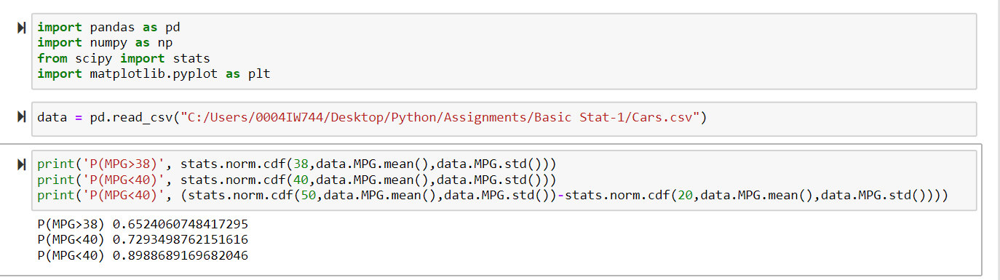 import pandas as pd
import numpy as np
from scipy import stats
import matplotlib.pyplot as plt
data = pd.read_csv("C:/Users/0004IW744/Desktop/Python/Assignments/Basic Stat-1/Cars.csv")
print('P(MPG>38)', stats.norm.cdf(38,data.MPG.mean(),data.MPG.std()))
print('P(MPG<40)', stats.norm.cdf(40,data.MPG.mean(),data.MPG.std()))
print('P(MPG<40)', (stats.norm.cdf(50,data.MPG.mean(),data.MPG.std())-stats.norm.cdf(20,data.MPG.mean(),data.MPG.std())))
P(MPG>38) 0.6524060748417295
P(MPG<40) 0.7293498762151616
P(MPG<40) 0.8988689169682046